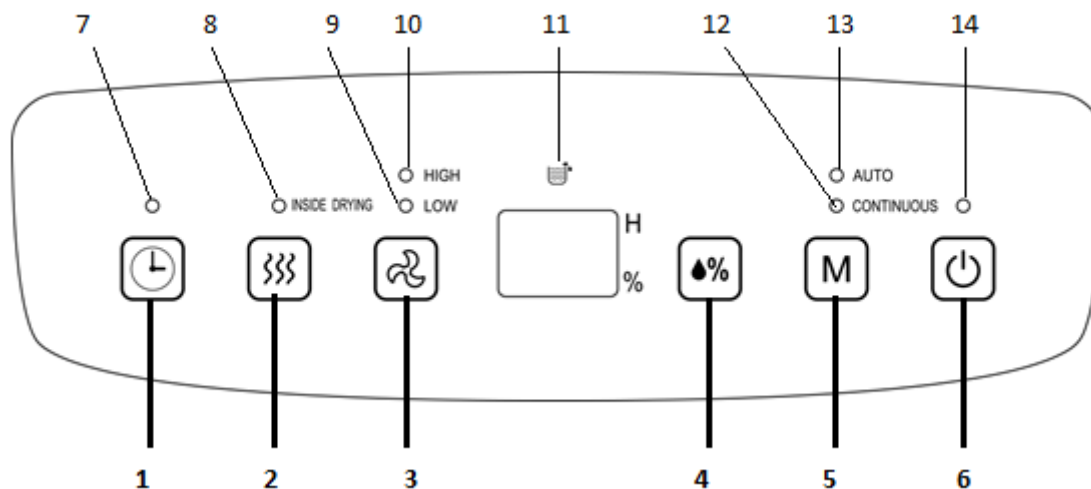 7 8 9 10 11 12 13 14
HIGH AUTO
INSIDE DRYING LOW CONTINUOUS
H
% M
%
1 2 3 4 5 6